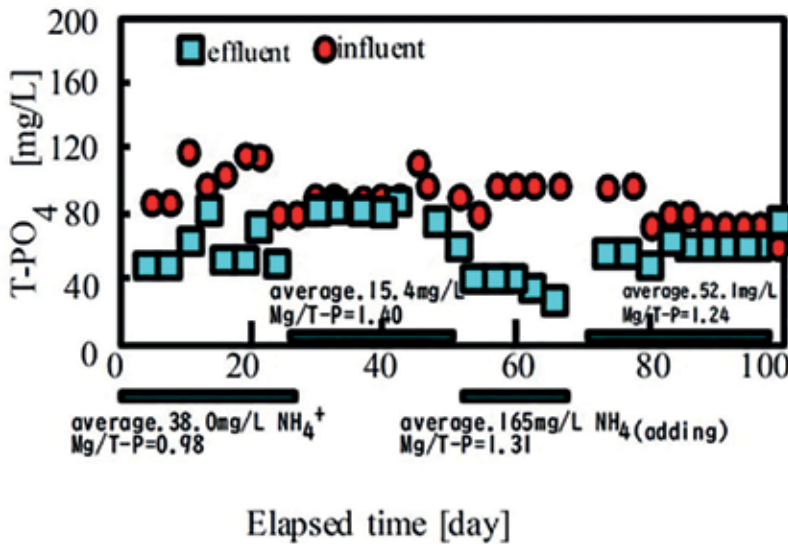 200
effluent influent
160
120
80
40
0
T-PO4 [mg/L]
average.15.4mg/L
Mg/T-P=1.40
average.52.1mg/L
Mg/T-P=1.24
0 20 40 60 80 100
average.38.0mg/L NH4+
Mg/T-P=0.98
average.165mg/L NH4(adding)
Mg/T-P=1.31
Elapsed time [day]